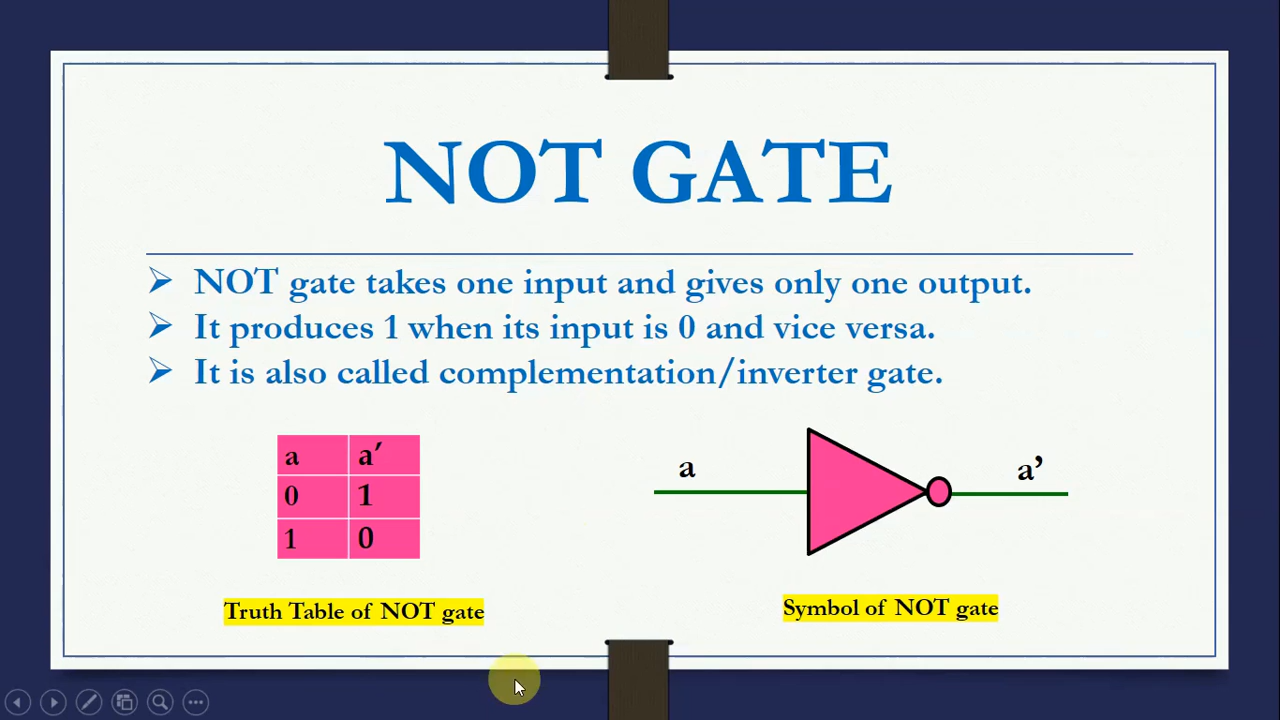 NOT GATE
NOT gate takes one input and gives only one output.
It produces 1 when its input is 0 and vice versa.
It is also called complementation/inverter gate.
a a′
0 1
1 0
a a’
Truth Table of NOT gate
Symbol of NOT gate